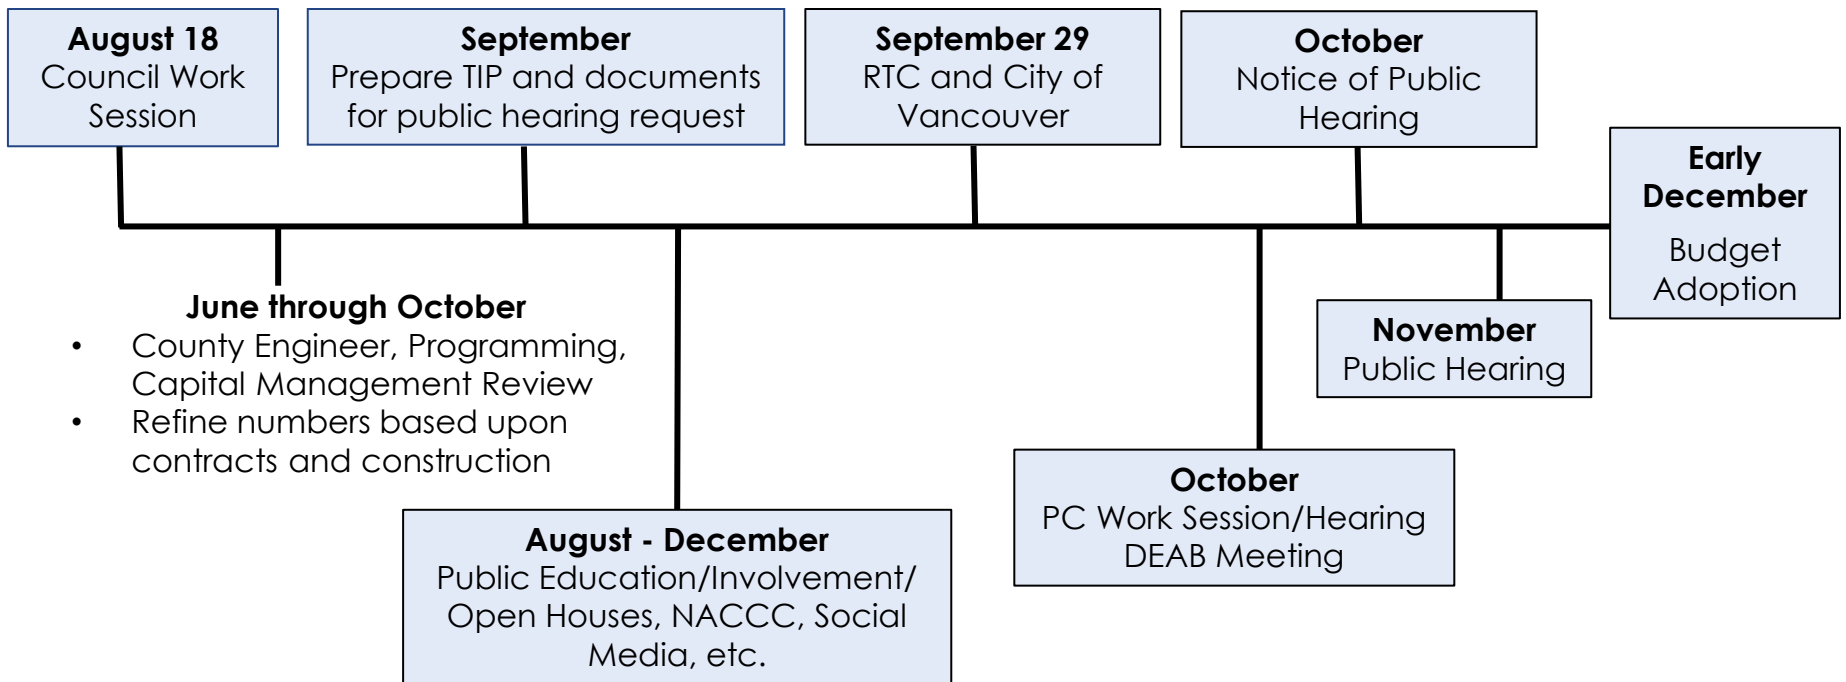 August 18
Council Work
Session
September
Prepare TIP and documents
for public hearing request
September 29
RTC and City of
Vancouver
October
Notice of Public
Hearing
Early
December
Budget
Adoption
June through October
• County Engineer, Programming,
Capital Management Review
• Refine numbers based upon
contracts and construction
November
Public Hearing
October
PC Work Session/Hearing
DEAB Meeting
August - December
Public Education/Involvement/
Open Houses, NACCC, Social
Media, etc.